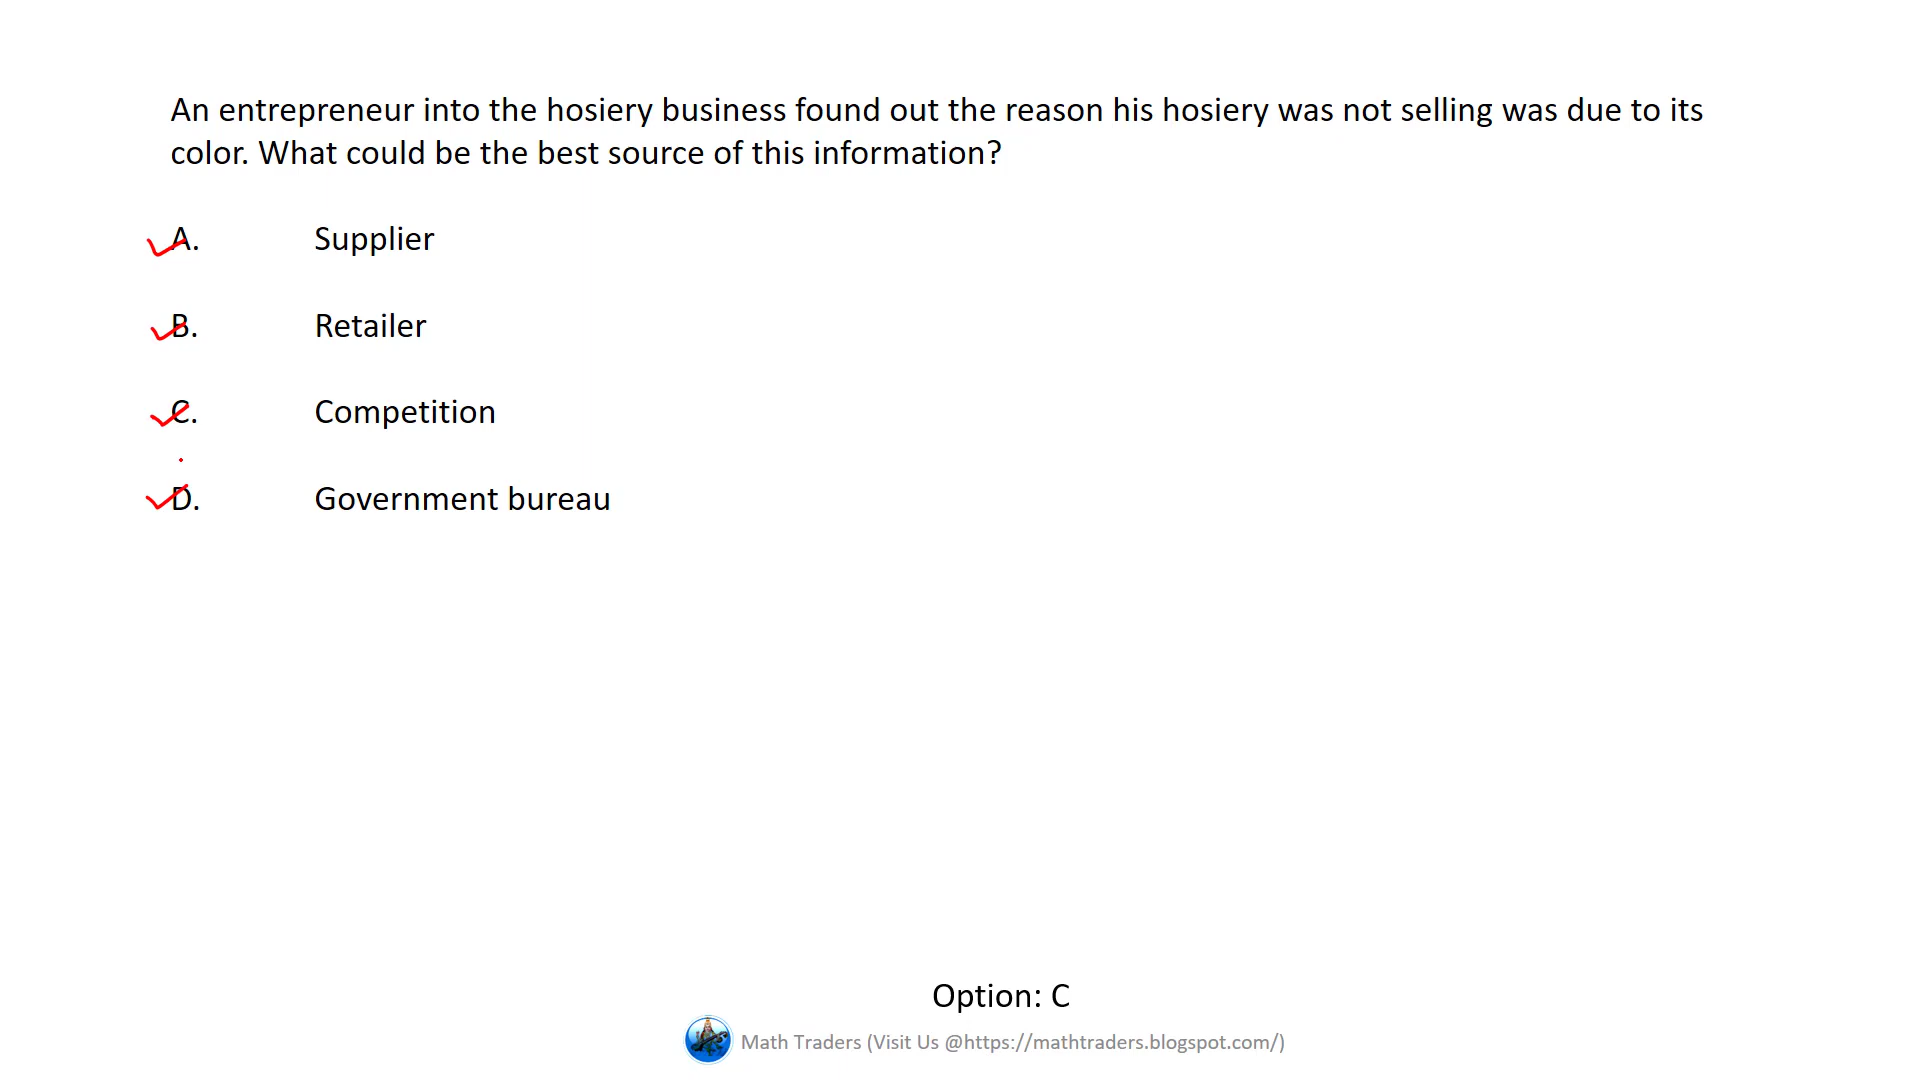 An entrepreneur into the hosiery business found out the reason his hosiery was not selling was due to its
color. What could be the best source of this information?
A. Supplier
B. Retailer
C. Competition
D. Government bureau
Option: C
Math Traders (Visit Us @https://mathtraders.blogspot.com/)